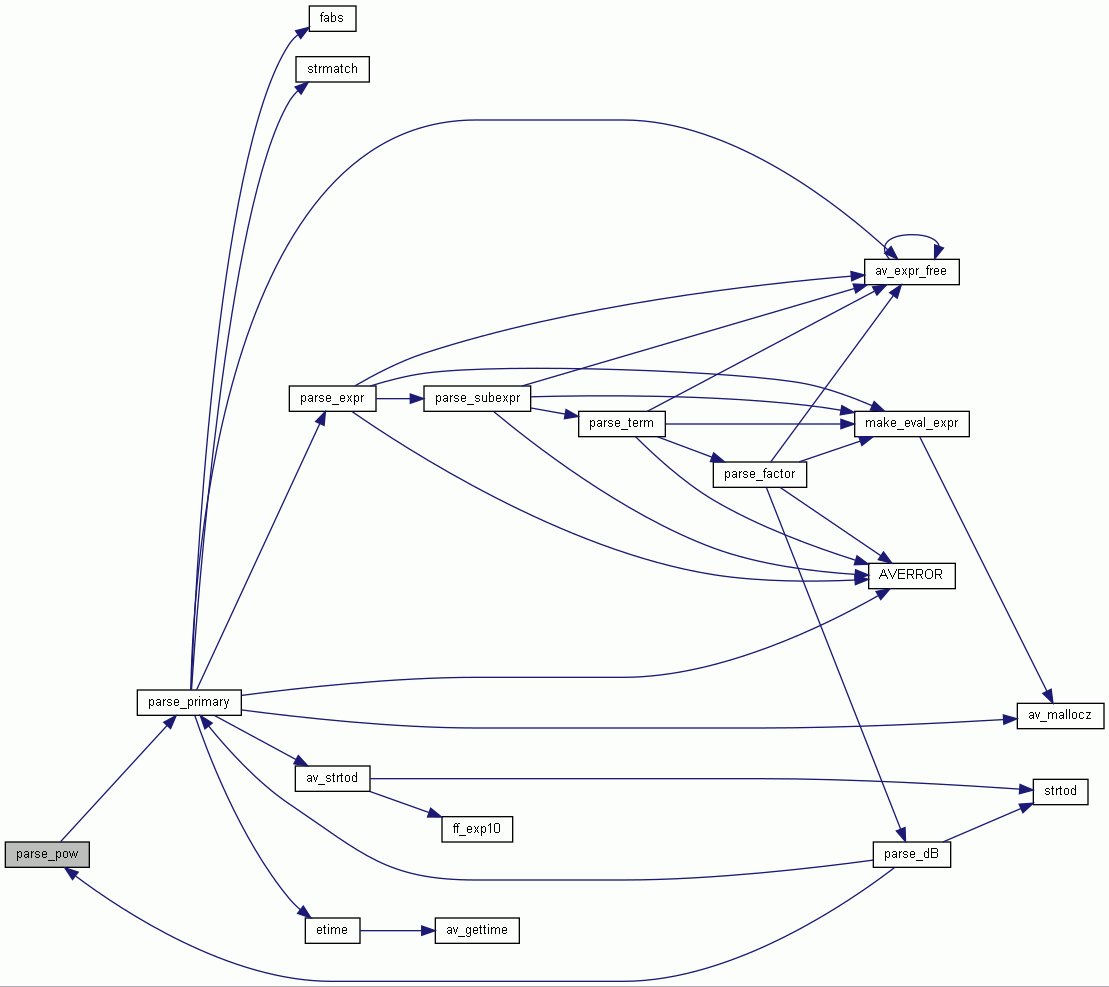 fabs
strmatch
av_expr_free
parse_expr
parse_subexpr
parse_term
make_eval_expr
parse_factor
AVERROR
parse_primary
av_mallocz
av_strtod
strtod
ff_exp10
parse_pow
parse_dB
etime
av_gettime